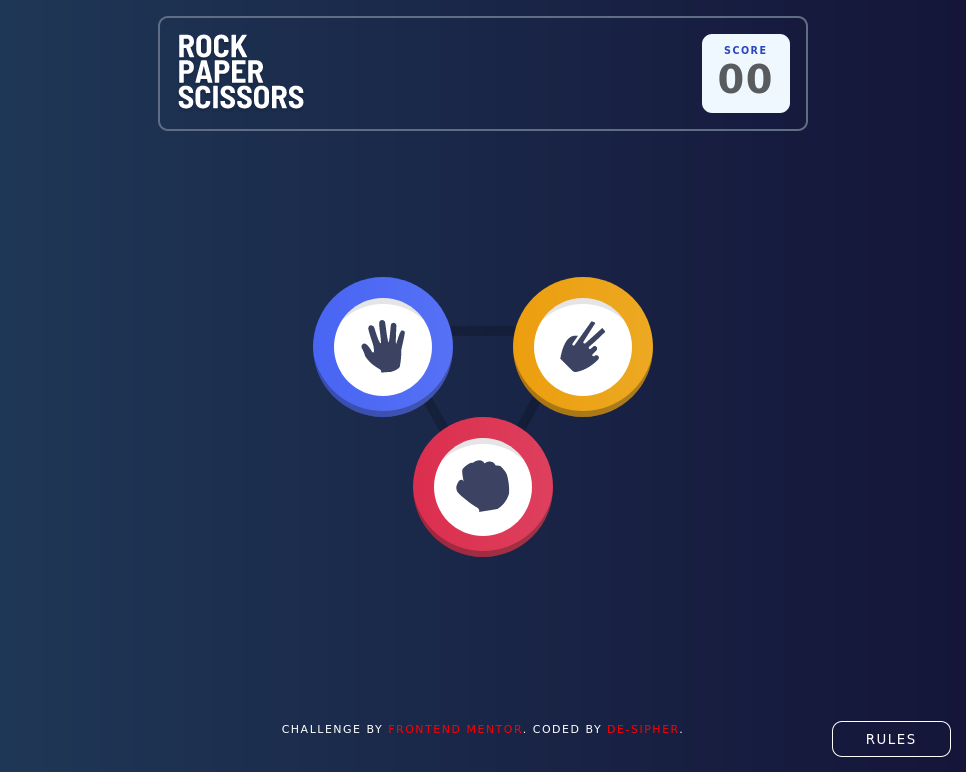 ROCK
PAPER
SCISSORS
SCORE
00
CHALLENGE BY FRONTEND MENTOR. CODED BY DE-SIPHER.
RULES